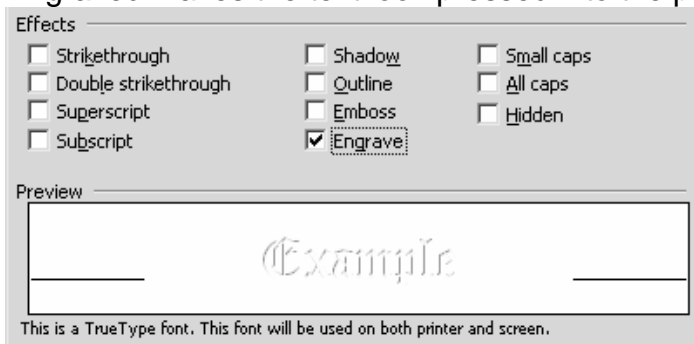 Effects
Strikethrough Shadow Small caps
Double strikethrough Outline All caps
Superscript Emboss Hidden
Subscript Engrave
Preview
Example
This is a TrueType font. This font will be used on both printer and screen.